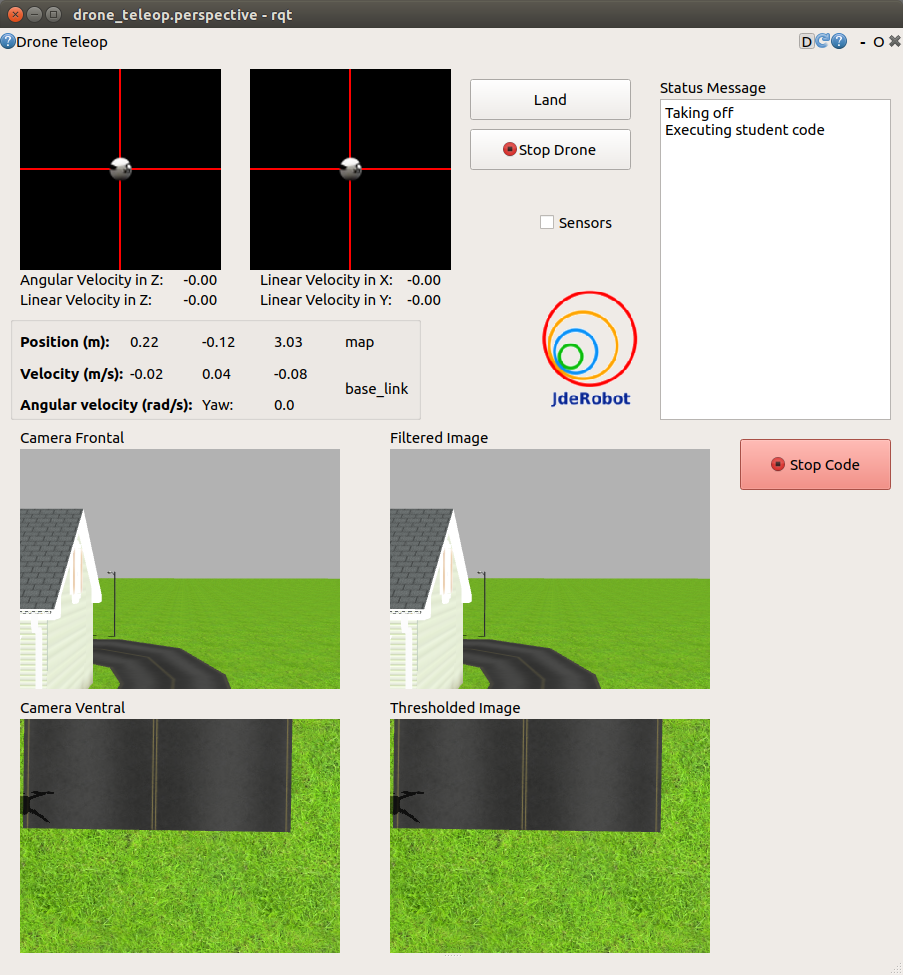 drone_teleop.perspective - rqt
Drone Teleop
D
- O
Land
Stop Drone
Sensors
Status Message
Taking off
Executing student code
Angular Velocity in Z: -0.00
Linear Velocity in Z: -0.00
Linear Velocity in X: -0.00
Linear Velocity in Y: -0.00
Position (m): 0.22 -0.12 3.03 map
Velocity (m/s): -0.02 0.04 -0.08
base_link
Angular velocity (rad/s): Yaw: 0.0
JdeRobot
Camera Frontal
Filtered Image
Stop Code
Camera Ventral
Thresholded Image